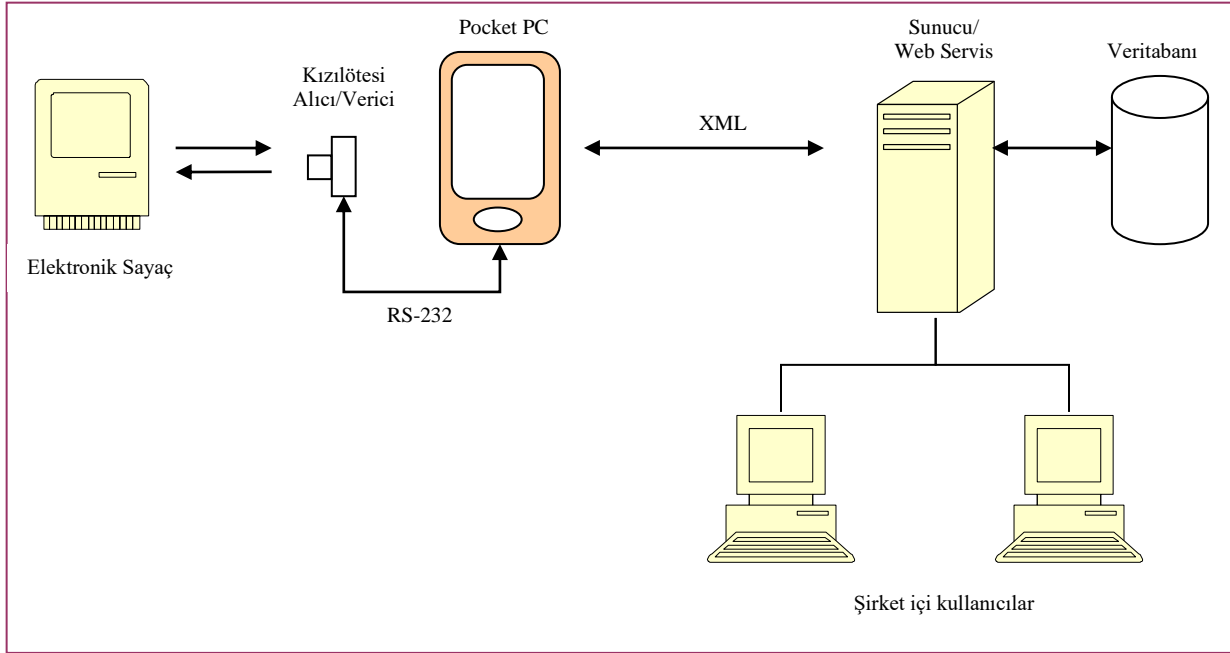 Pocket PC
Sunucu/
Web Servis
Veritabanı
Kızılötesi
Alıcı/Verici
XML
Elektronik Sayaç
RS-232
Şirket içi kullanıcılar